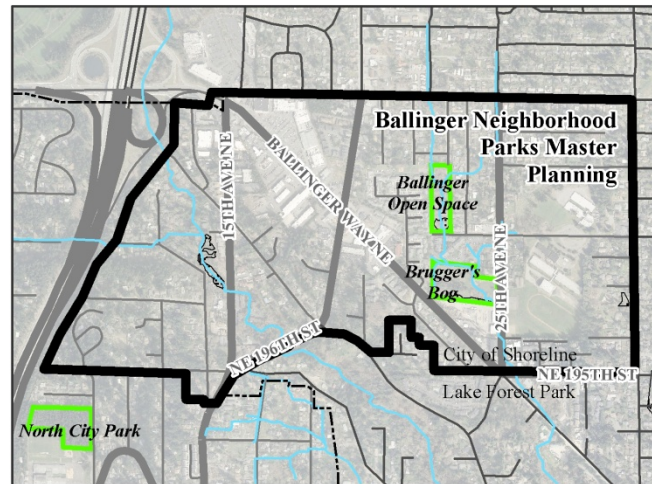 Ballinger Neighborhood
Parks Master
Planning
15TH AVE NE
BALLINGER WAY NE
Ballinger
Open Space
Brugger's
Bog
25TH AVE NE
NE 196TH ST
City of Shoreline
NE 195TH ST
Lake Forest Park
North City Park